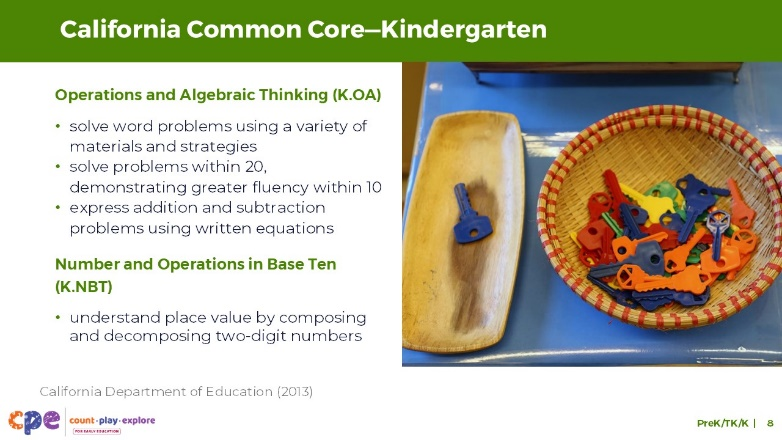 California Common Core—Kindergarten
Operations and Algebraic Thinking (K.OA)
• solve word problems using a variety of
materials and strategies
• solve problems within 20,
demonstrating greater fluency within 10
• express addition and subtraction
problems using written equations
Number and Operations in Base Ten
(K.NBT)
• understand place value by composing
and decomposing two-digit numbers
California Department of Education (2013)
cpe
count·play·explore
FOR EARLY EDUCATION
PreK/TK/K | 8